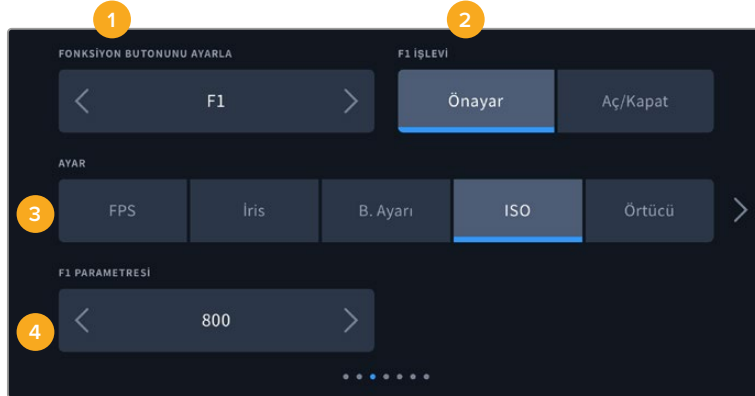 1 2
FONKSİYON BUTONUNU AYARLA F1 İŞLEVİ
F1 Önayar Aç/Kapat
AYAR
3 FPS İris B. Ayarı ISO Örtücü
F1 PARAMETRESİ
4 800